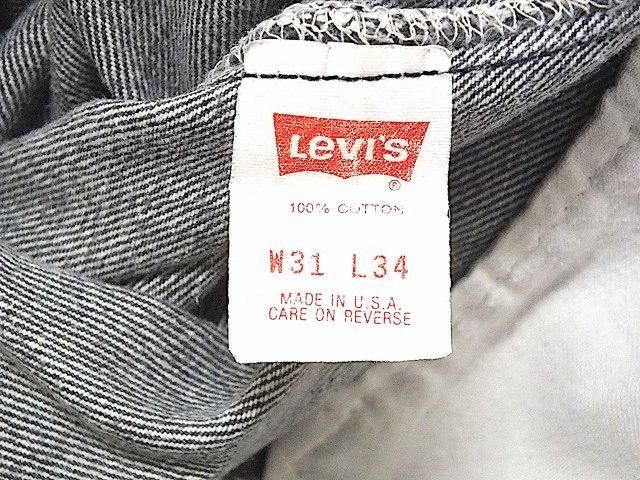 Levi's
®
100% COTTON
W31 L34
MADE IN U.S.A.
CARE ON REVERSE